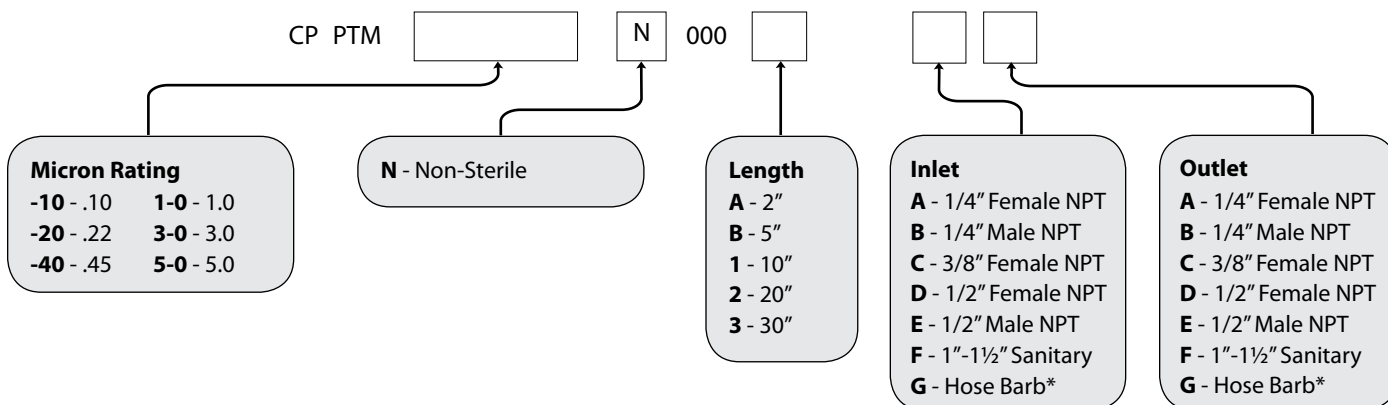 CP PTM N 000
Micron Rating
-10 - .10 1-0 - 1.0
-20 - .22 3-0 - 3.0
-40 - .45 5-0 - 5.0
N - Non-Sterile
Length
A - 2"
B - 5"
1 - 10"
2 - 20"
3 - 30"
Inlet
A - 1/4" Female NPT
B - 1/4" Male NPT
C - 3/8" Female NPT
D - 1/2" Female NPT
E - 1/2" Male NPT
F - 1"-1½" Sanitary
G - Hose Barb*
Outlet
A - 1/4" Female NPT
B - 1/4" Male NPT
C - 3/8" Female NPT
D - 1/2" Female NPT
E - 1/2" Male NPT
F - 1"-1½" Sanitary
G - Hose Barb*